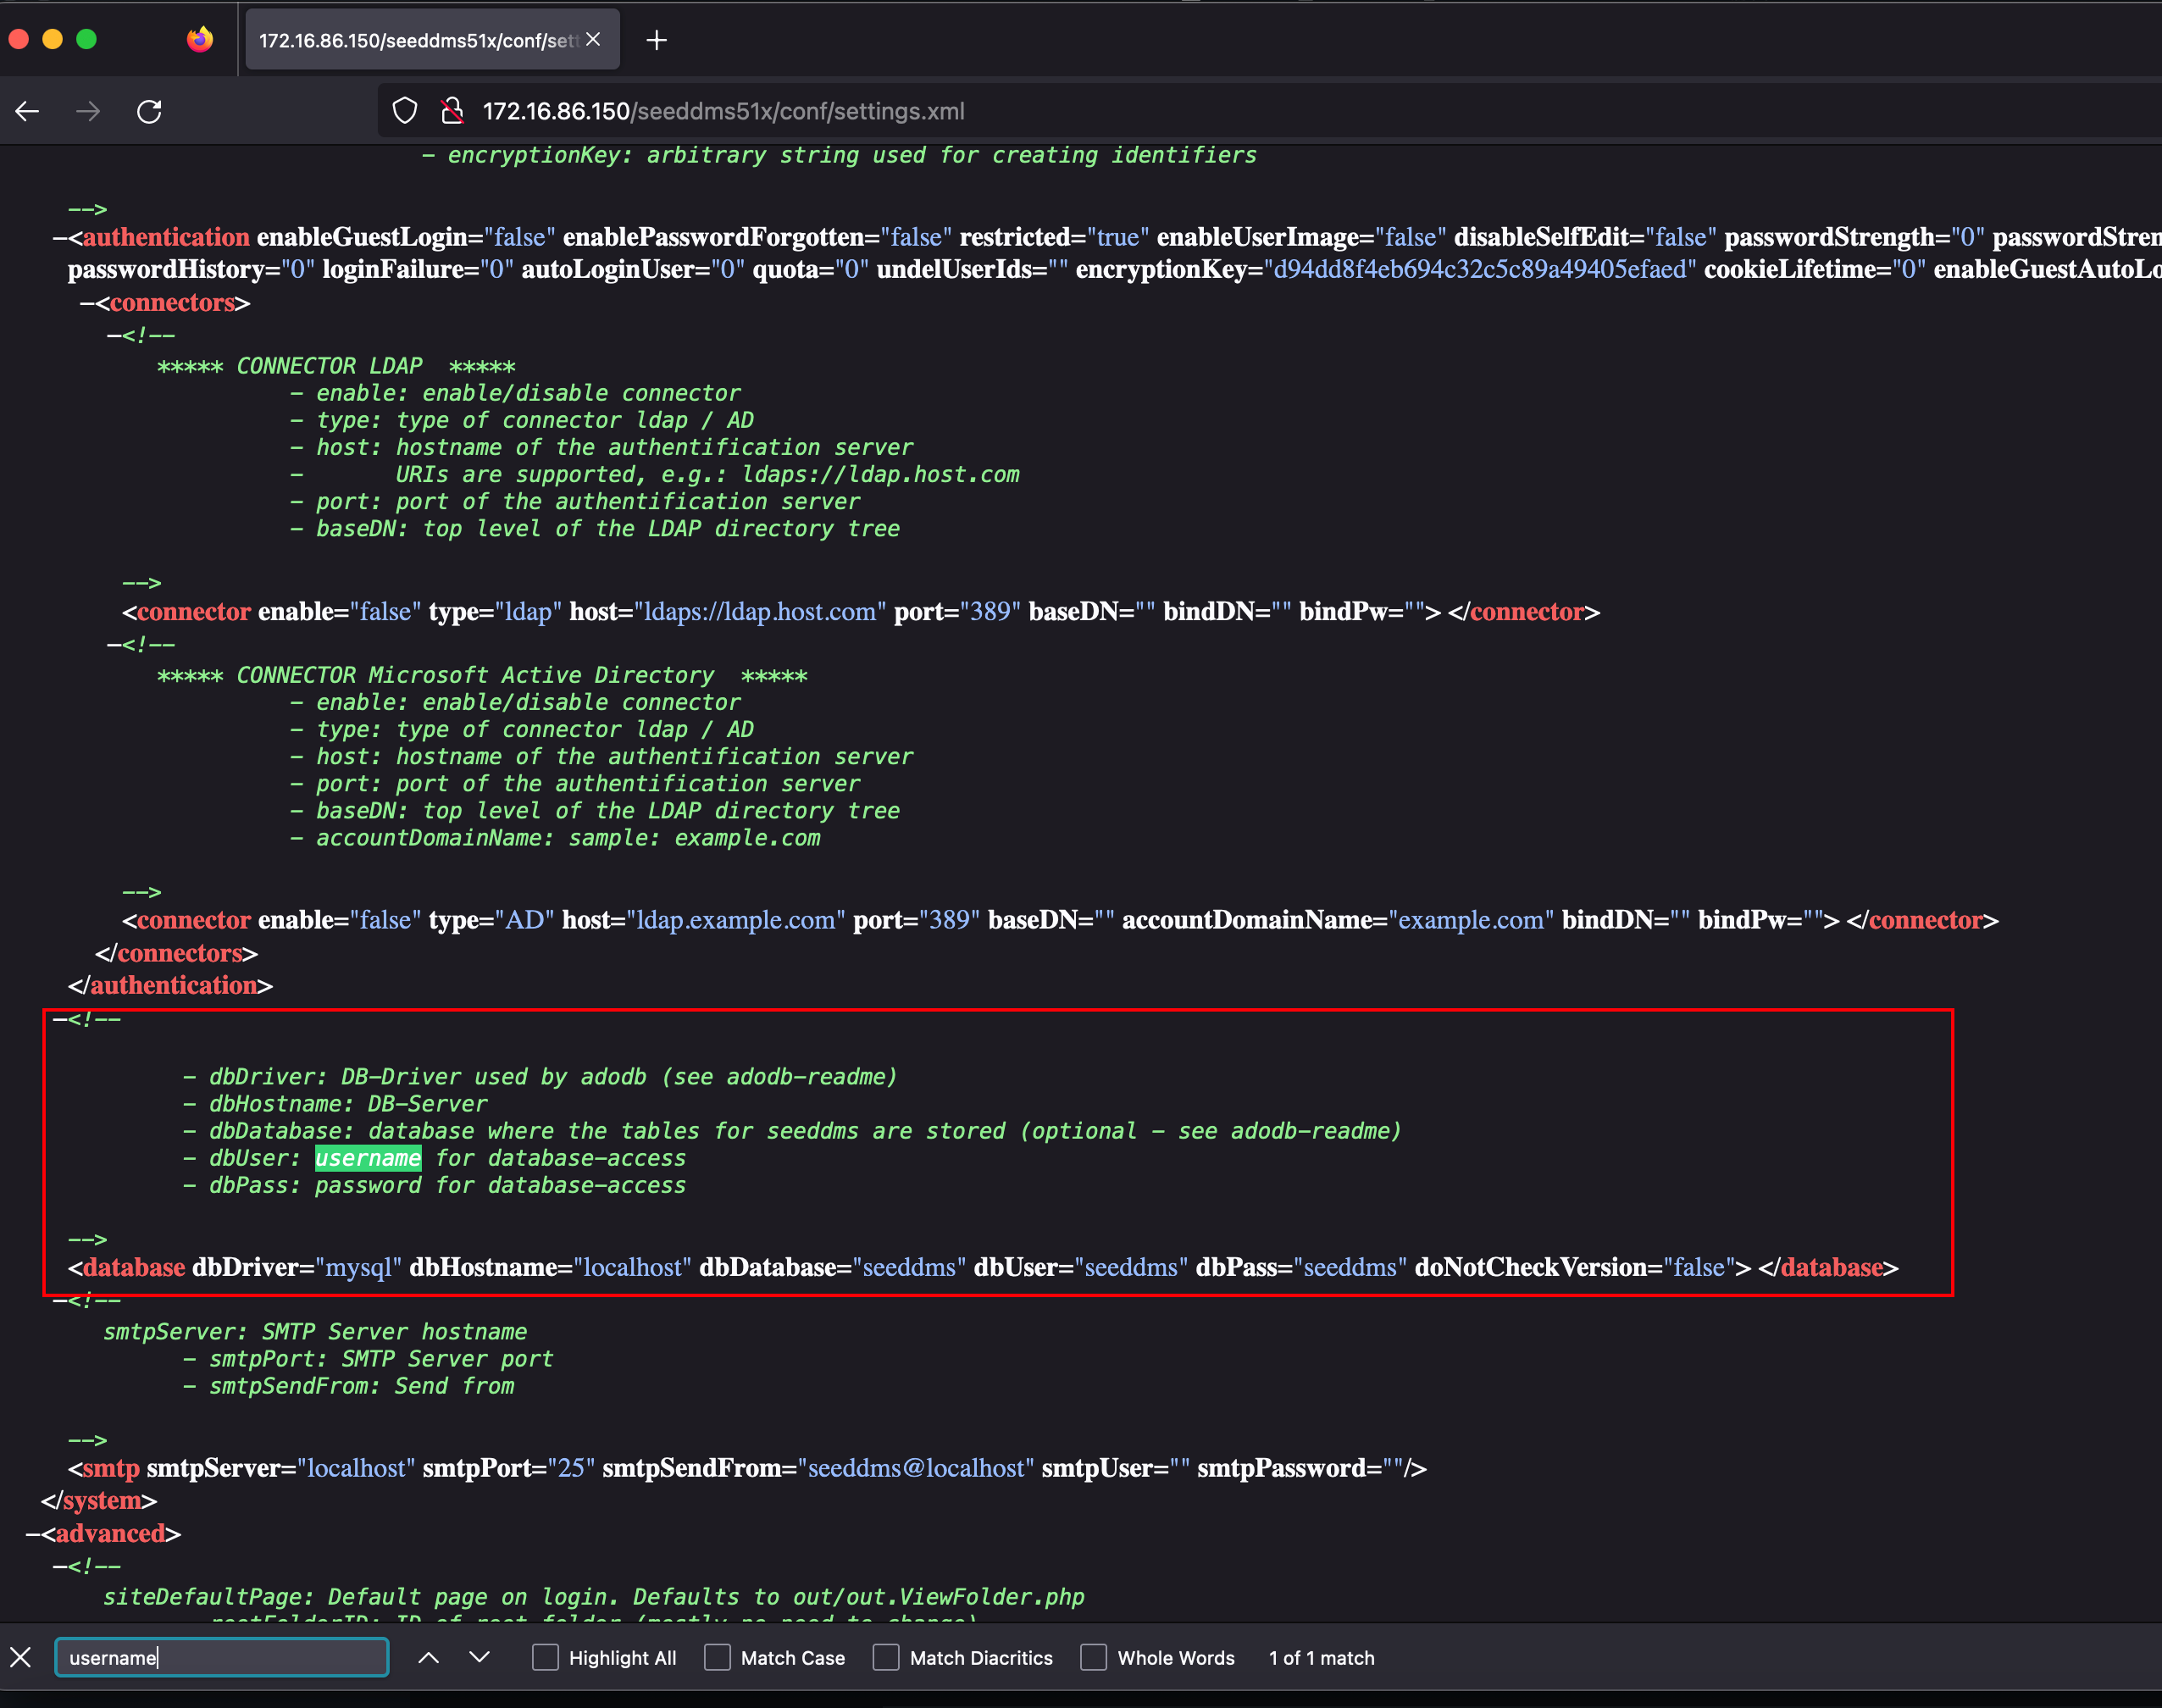 172.16.86.150/seeddms51x/conf/sett
172.16.86.150/seeddms51x/conf/settings.xml
- encryptionKey: arbitrary string used for creating identifiers
-->
−<authentication enableGuestLogin="false" enablePasswordForgotten="false" restricted="true" enableUserImage="false" disableSelfEdit="false" passwordStrength="0" passwordStren
passwordHistory="0" loginFailure="0" autoLoginUser="0" quota="0" undelUserIds="" encryptionKey="d94dd8f4eb694c32c5c89a49405efaed" cookieLifetime="0" enableGuestAutoLo
−<connectors>
−<!--
***** CONNECTOR LDAP  *****
- enable: enable/disable connector
- type: type of connector ldap / AD
- host: hostname of the authentification server
-       URIs are supported, e.g.: ldaps://ldap.host.com
- port: port of the authentification server
- baseDN: top level of the LDAP directory tree
-->
<connector enable="false" type="ldap" host="ldaps://ldap.host.com" port="389" baseDN="" bindDN="" bindPw=""> </connector>
−<!--
***** CONNECTOR Microsoft Active Directory  *****
- enable: enable/disable connector
- type: type of connector ldap / AD
- host: hostname of the authentification server
- port: port of the authentification server
- baseDN: top level of the LDAP directory tree
- accountDomainName: sample: example.com
-->
<connector enable="false" type="AD" host="ldap.example.com" port="389" baseDN="" accountDomainName="example.com" bindDN="" bindPw=""> </connector>
</connectors>
</authentication>
−<!--
- dbDriver: DB-Driver used by adodb (see adodb-readme)
- dbHostname: DB-Server
- dbDatabase: database where the tables for seeddms are stored (optional - see adodb-readme)
- dbUser: username for database-access
- dbPass: password for database-access
-->
<database dbDriver="mysql" dbHostname="localhost" dbDatabase="seeddms" dbUser="seeddms" dbPass="seeddms" doNotCheckVersion="false"> </database>
−<!--
smtpServer: SMTP Server hostname
- smtpPort: SMTP Server port
- smtpSendFrom: Send from
-->
<smtp smtpServer="localhost" smtpPort="25" smtpSendFrom="seeddms@localhost" smtpUser="" smtpPassword=""/>
</system>
−<advanced>
−<!--
siteDefaultPage: Default page on login. Defaults to out/out.ViewFolder.php
- rootFolderID: ID of root folder (mostly no need to change)
username
Highlight All
Match Case
Match Diacritics
Whole Words
1 of 1 match